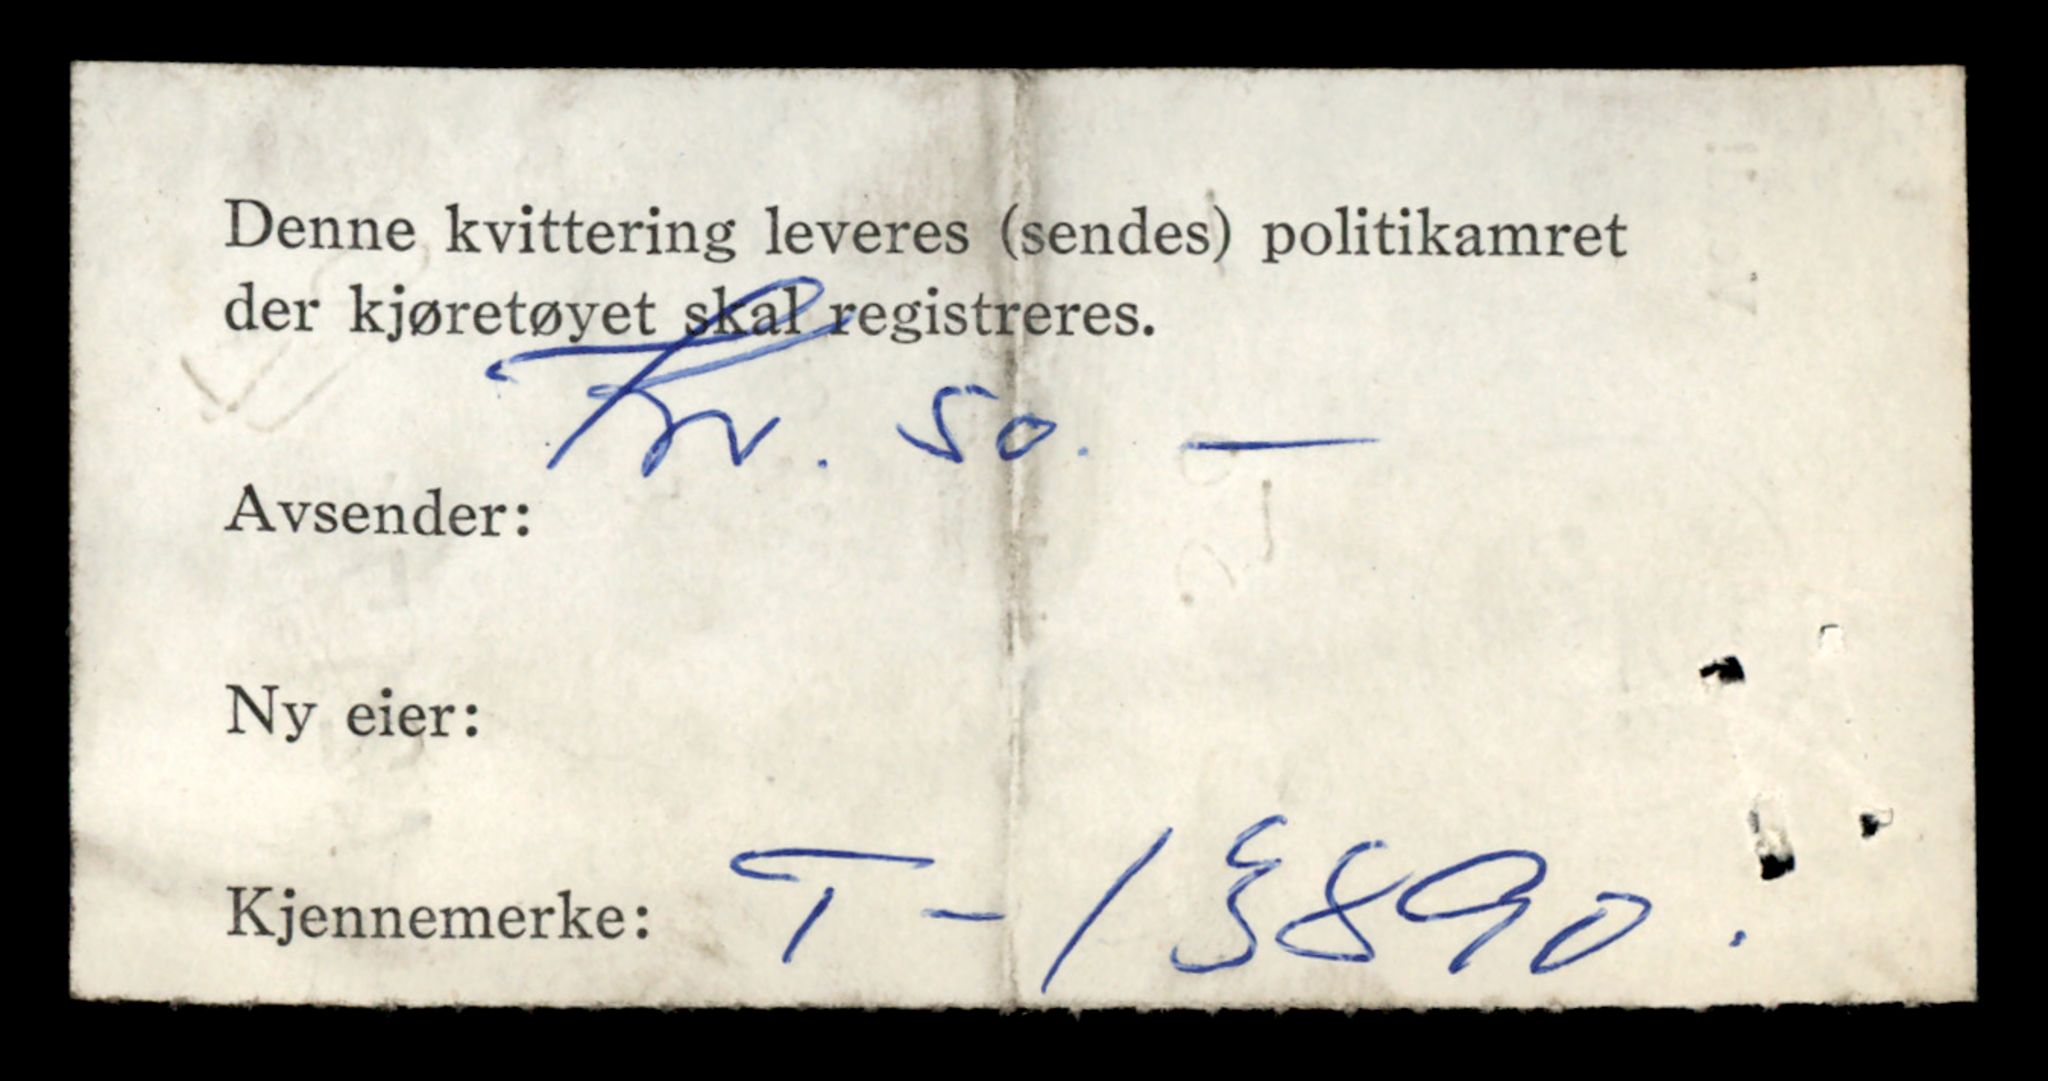 Denne kvittering leveres (sendes) politikamret
der kjøretøyet skal registreres.
Kr. 50. —
Avsender:
Ny eier:
Kjennemerke: T - 13890.